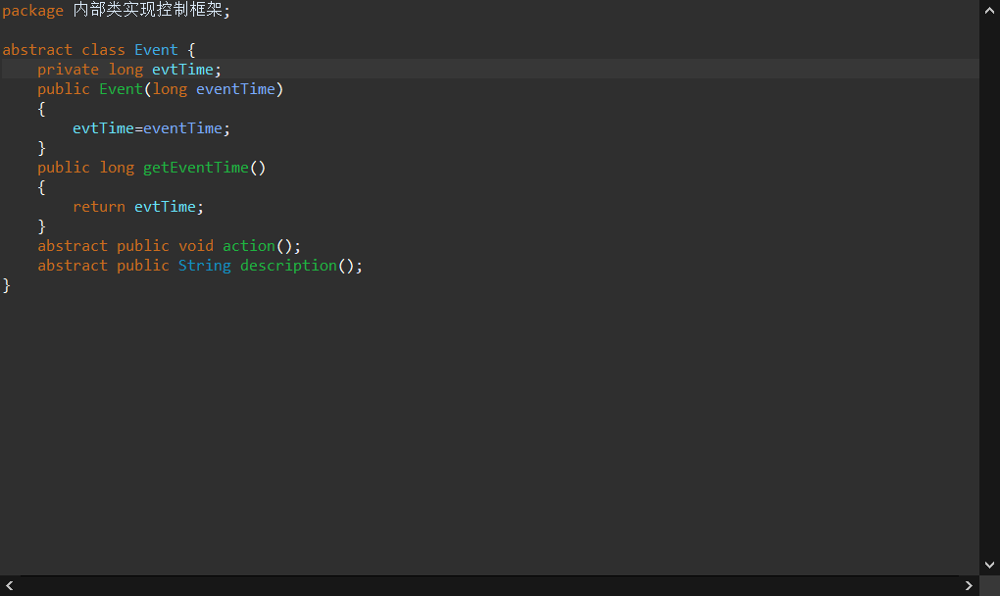 package 内部类实现控制框架;
abstract class Event {
private long evtTime;
public Event(long eventTime)
{
evtTime=eventTime;
}
public long getEventTime()
{
return evtTime;
}
abstract public void action();
abstract public String description();
}